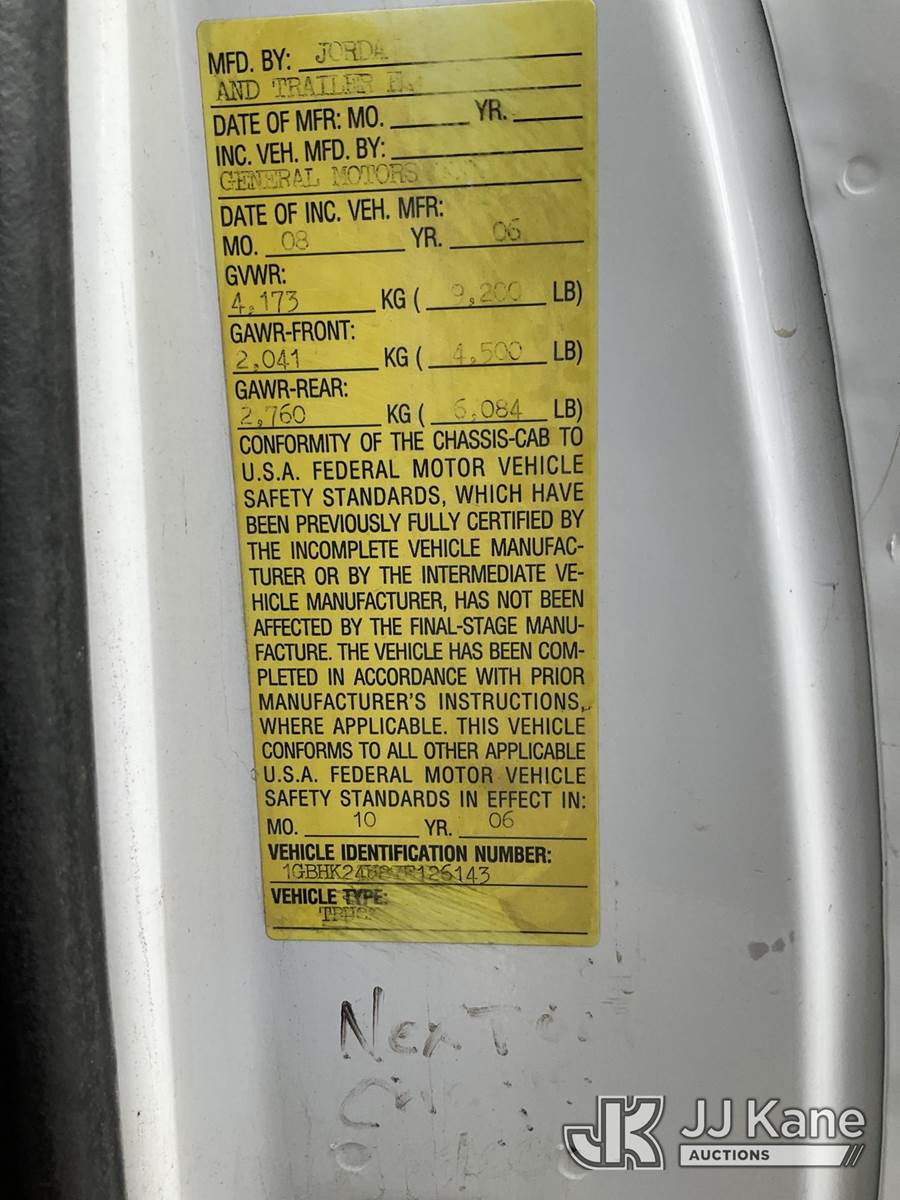 MFD. BY:
AND TRAILER
DATE OF MFR: MO. YR.
INC. VEH. MFD. BY:
GENERAL MOTORS
DATE OF INC. VEH. MFR:
MO. 08 YR. 06
GVWR:
4,173 KG ( 9,200 LB)
GAWR-FRONT:
2,041 KG ( 4,500 LB)
GAWR-REAR:
2,760 KG ( 6,084 LB)
CONFORMITY OF THE CHASSIS-CAB TO
U.S.A. FEDERAL MOTOR VEHICLE
SAFETY STANDARDS, WHICH HAVE
BEEN PREVIOUSLY FULLY CERTIFIED BY
THE INCOMPLETE VEHICLE MANUFAC-
TURER OR BY THE INTERMEDIATE VE-
HICLE MANUFACTURER, HAS NOT BEEN
AFFECTED BY THE FINAL-STAGE MANU-
FACTURE. THE VEHICLE HAS BEEN COM-
PLETED IN ACCORDANCE WITH PRIOR
MANUFACTURER'S INSTRUCTIONS,
WHERE APPLICABLE. THIS VEHICLE
CONFORMS TO ALL OTHER APPLICABLE
U.S.A. FEDERAL MOTOR VEHICLE
SAFETY STANDARDS IN EFFECT IN:
MO. 10 YR. 06
VEHICLE IDENTIFICATION NUMBER:
VEHICLE TYPE:
TRUCK
JK JJ Kane
AUCTIONS